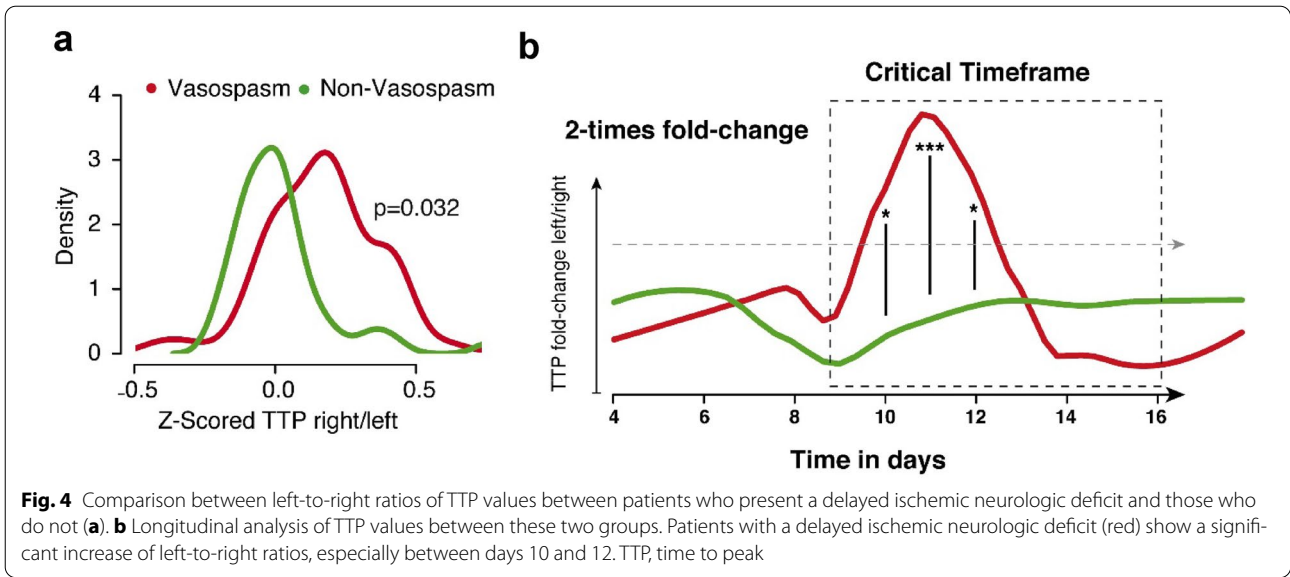 a
Vasospasm Non-Vasospasm
4
3
2
1
0
Density
p=0.032
-0.5 0.0 0.5
Z-Scored TTP right/left
b
Critical Timeframe
2-times fold-change
TTP fold-change left/right
***
* *
4 6 8 10 12 14 16
Time in days
Fig. 4 Comparison between left-to-right ratios of TTP values between patients who present a delayed ischemic neurologic deficit and those who
do not (a). b Longitudinal analysis of TTP values between these two groups. Patients with a delayed ischemic neurologic deficit (red) show a signifi-
cant increase of left-to-right ratios, especially between days 10 and 12. TTP, time to peak